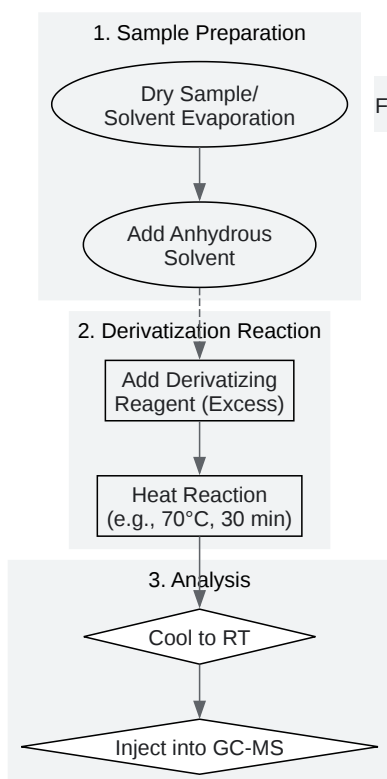 1. Sample Preparation
Dry Sample/
Solvent Evaporation
F
Add Anhydrous
Solvent
2. Derivatization Reaction
Add Derivatizing
Reagent (Excess)
Heat Reaction
(e.g., 70°C, 30 min)
3. Analysis
Cool to RT
Inject into GC-MS